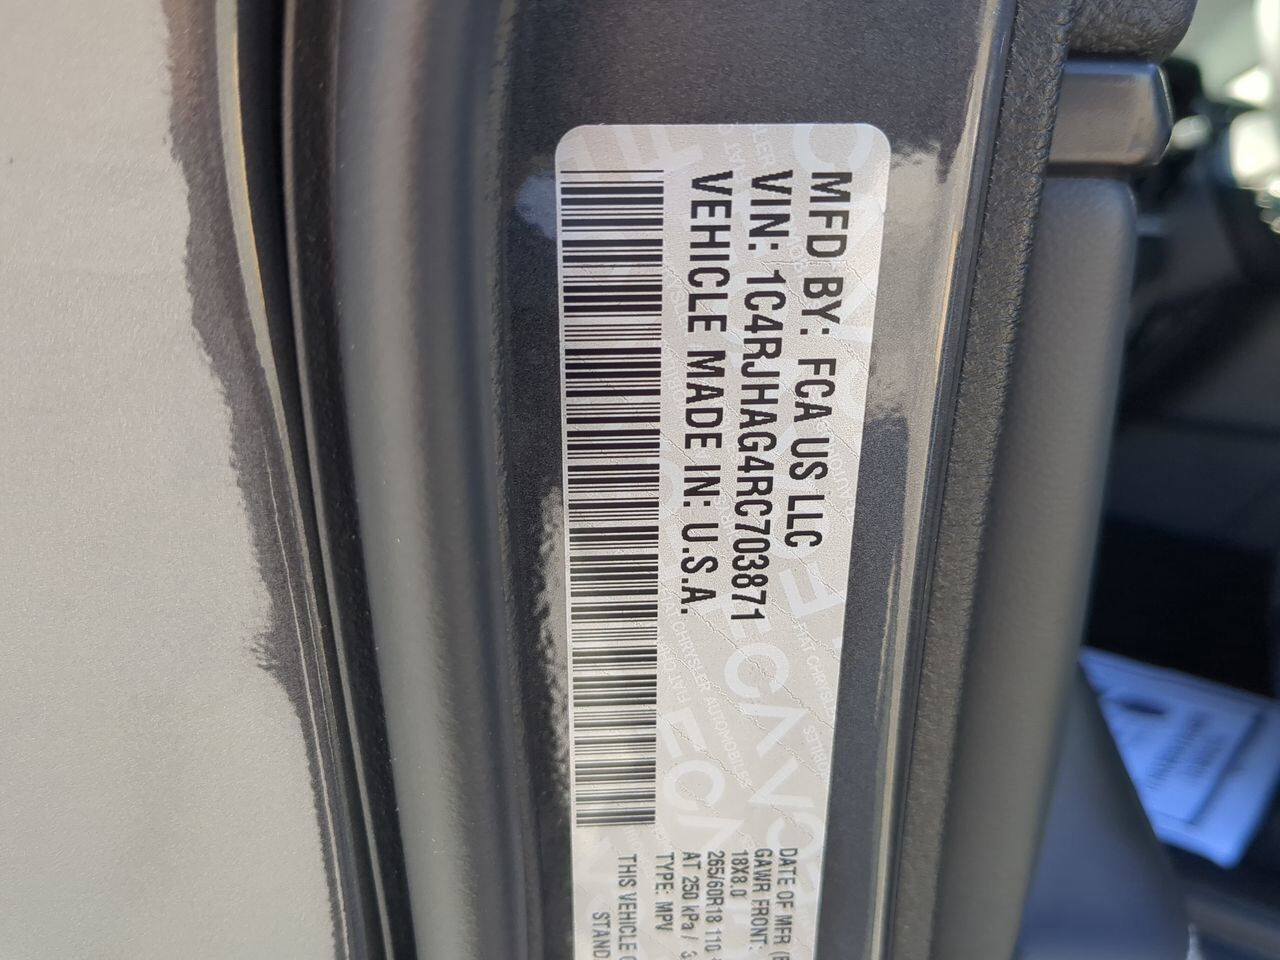 MFD BY: FCA US LLC
VIN: 1C4RJHAG4RC703871
VEHICLE MADE IN: U.S.A.
DATE OF MFR
GAWR FRONT:
18X8.0
265/60R18 110
AT 250 kPa /
TYPE: MPV
THIS VEHICLE